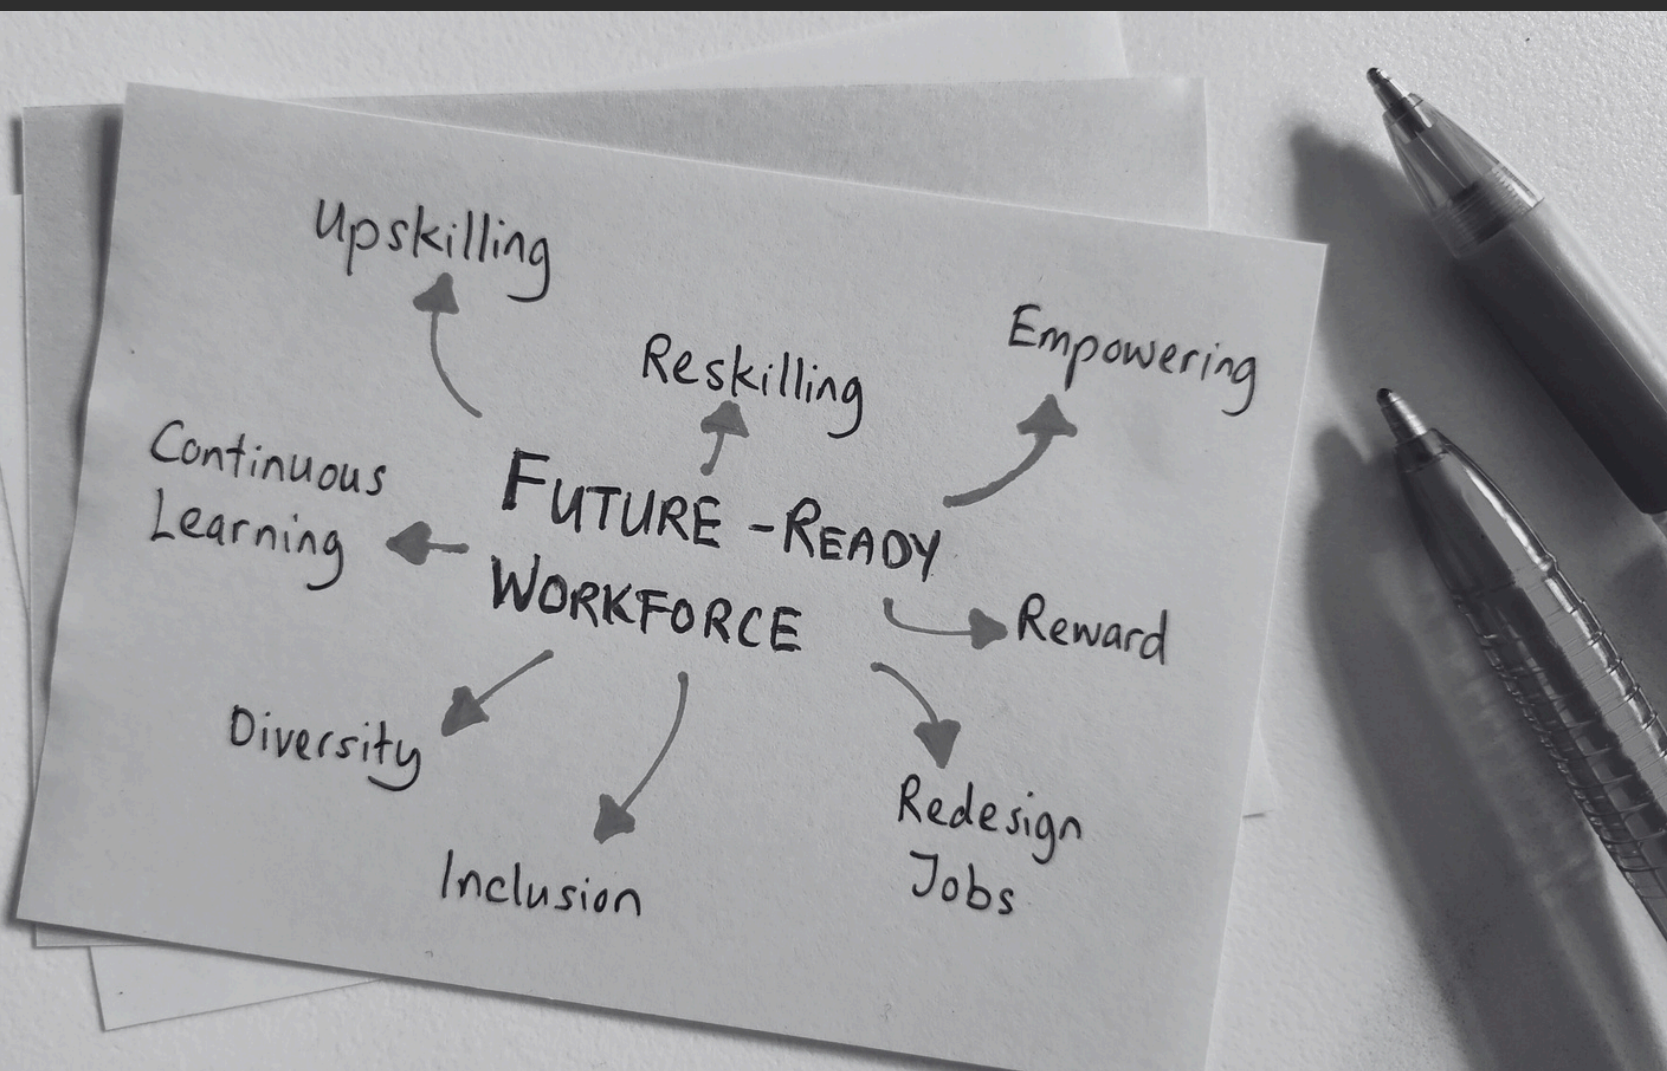 Upskilling
Reskilling
Empowering
Continuous
Learning
FUTURE-READY
WORKFORCE
Reward
Diversity
Redesign
Jobs
Inclusion